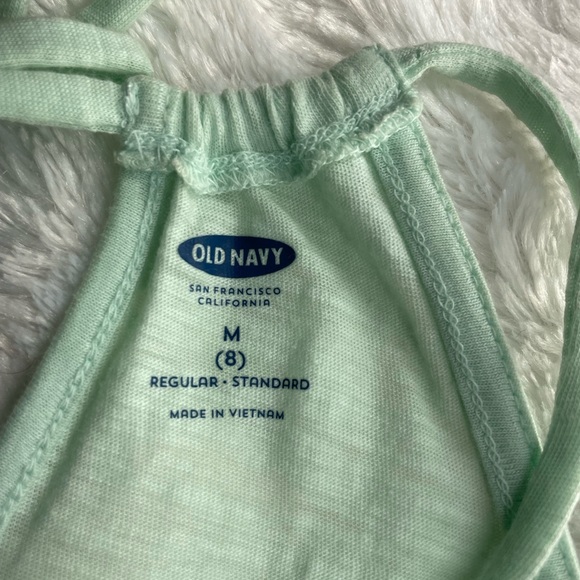 OLD NAVY
SAN FRANCISCO
CALIFORNIA
M
(8)
REGULAR • STANDARD
MADE IN VIETNAM